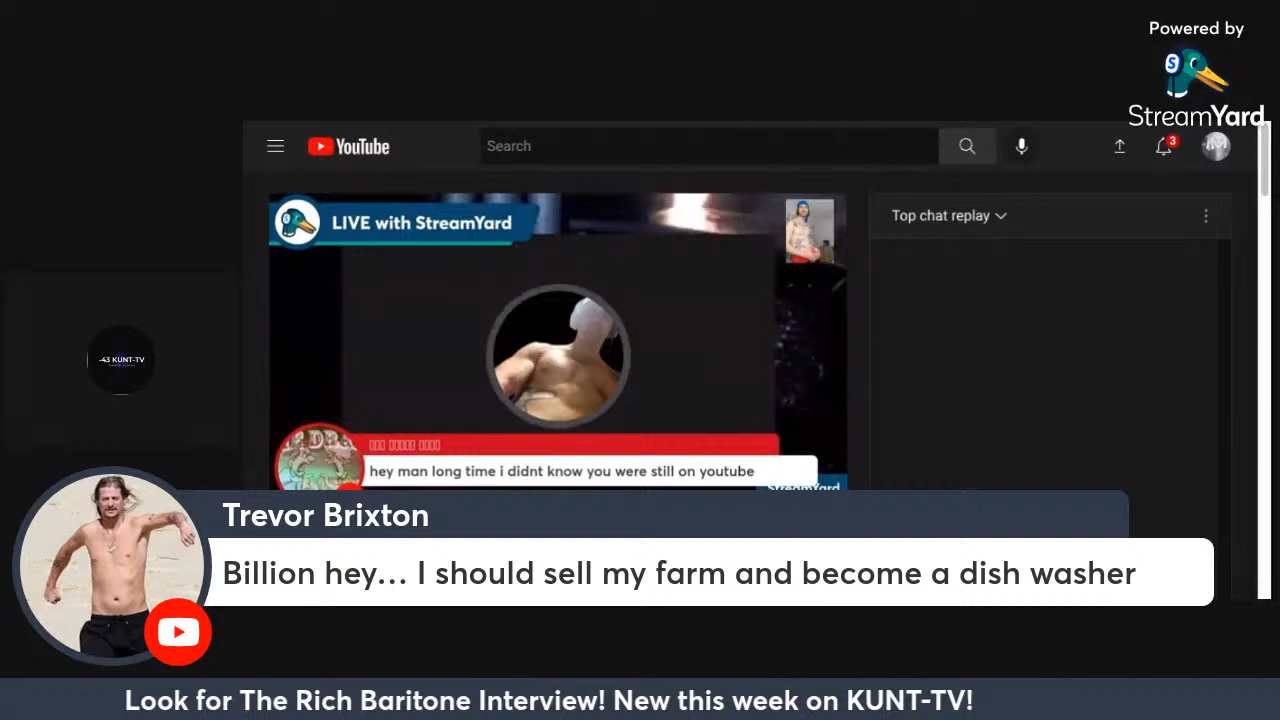 Powered by
StreamYard
YouTube
Search
3
LIVE with StreamYard
Top chat replay
-43 KUNT-TV
hey man long time i didnt know you were still on youtube
StreamYard
Trevor Brixton
Billion hey... I should sell my farm and become a dish washer
Look for The Rich Baritone Interview! New this week on KUNT-TV!